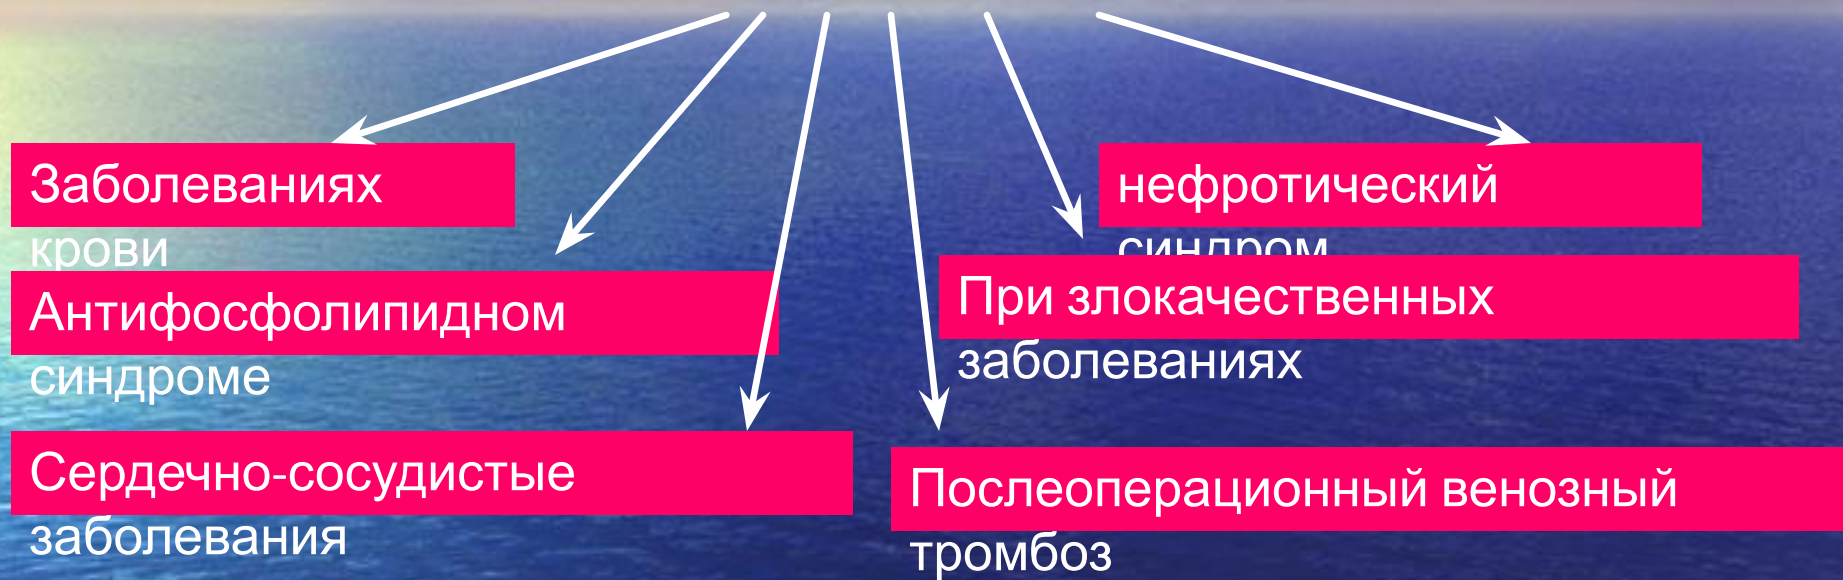 Заболеваниях
крови
Антифосфолипидном
синдроме
Сердечно-сосудистые
заболевания
нефротический
синдром
При злокачественных
заболеваниях
Послеоперационный венозный
тромбоз